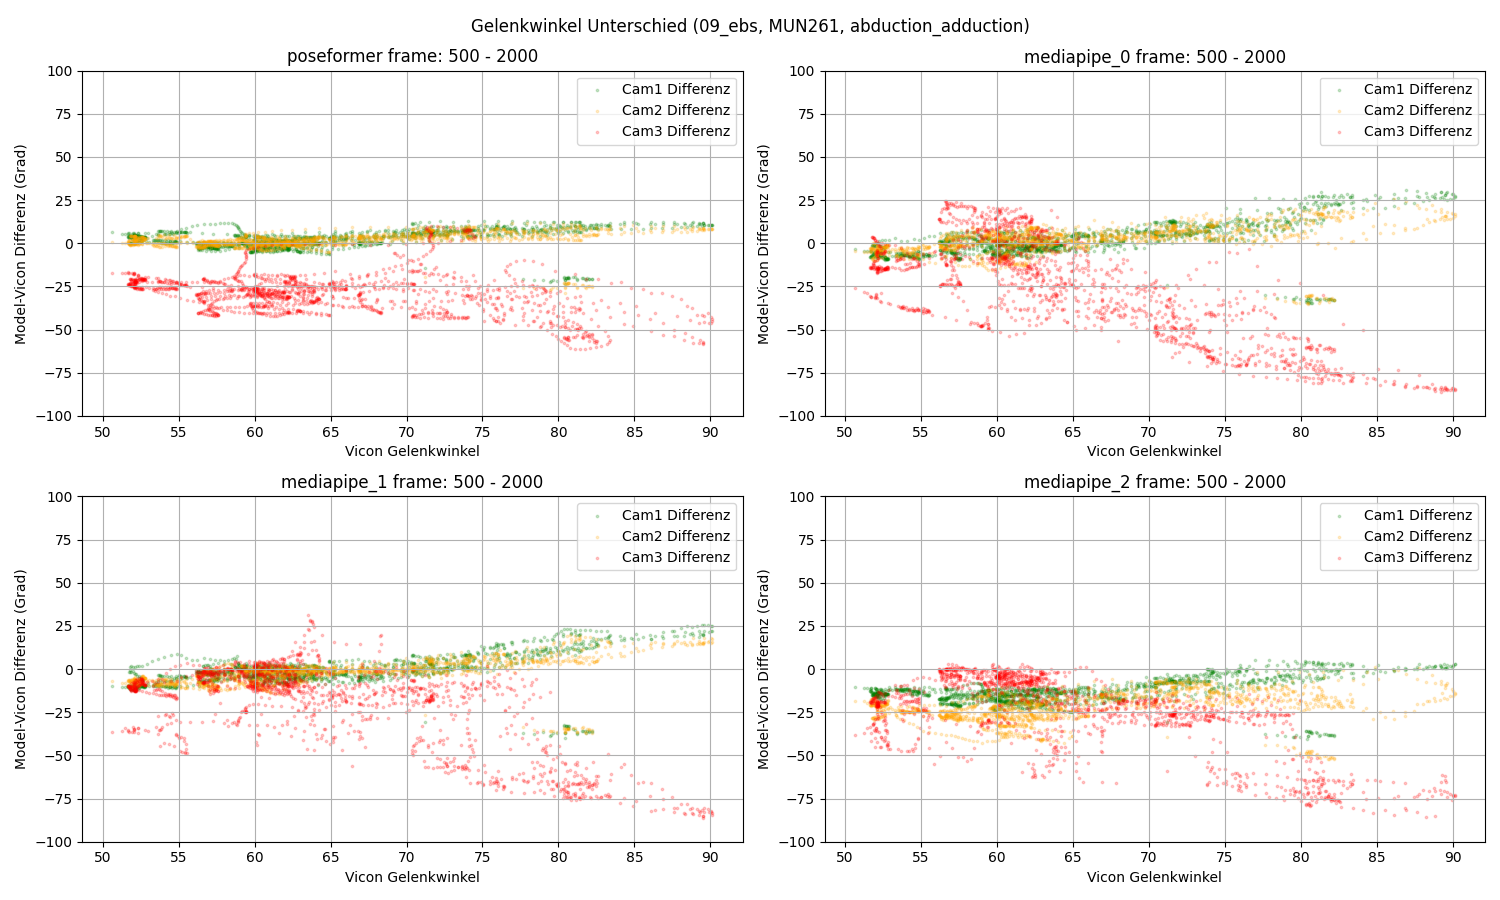 Gelenkwinkel Unterschied (09_ebs, MUN261, abduction_adduction)
poseformer frame: 500 - 2000
Cam1 Differenz
Cam2 Differenz
Cam3 Differenz
Model-Vicon Differenz (Grad)
100
75
50
25
0
−25
−50
−75
−100
50 55 60 65 70 75 80 85 90
Vicon Gelenkwinkel
mediapipe_0 frame: 500 - 2000
Cam1 Differenz
Cam2 Differenz
Cam3 Differenz
Model-Vicon Differenz (Grad)
100
75
50
25
0
−25
−50
−75
−100
50 55 60 65 70 75 80 85 90
Vicon Gelenkwinkel
mediapipe_1 frame: 500 - 2000
Cam1 Differenz
Cam2 Differenz
Cam3 Differenz
Model-Vicon Differenz (Grad)
100
75
50
25
0
−25
−50
−75
−100
50 55 60 65 70 75 80 85 90
Vicon Gelenkwinkel
mediapipe_2 frame: 500 - 2000
Cam1 Differenz
Cam2 Differenz
Cam3 Differenz
Model-Vicon Differenz (Grad)
100
75
50
25
0
−25
−50
−75
−100
50 55 60 65 70 75 80 85 90
Vicon Gelenkwinkel